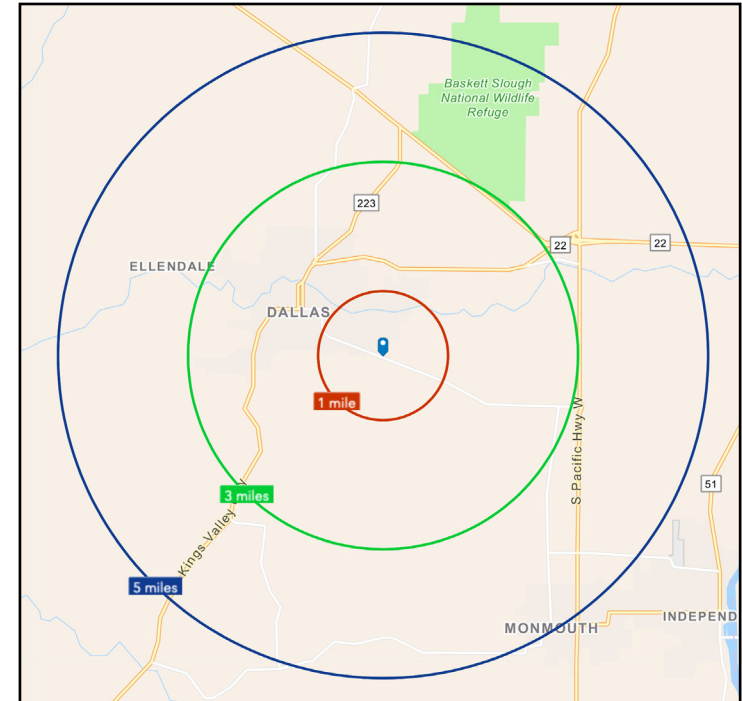 Baskett Slough
National Wildlife
Refuge
223
22
22
ELLENDALE
DALLAS
1 mile
S Pacific Hwy W
51
3 miles
Kings Valley
y
5 miles
INDEPEND
MONMOUTH